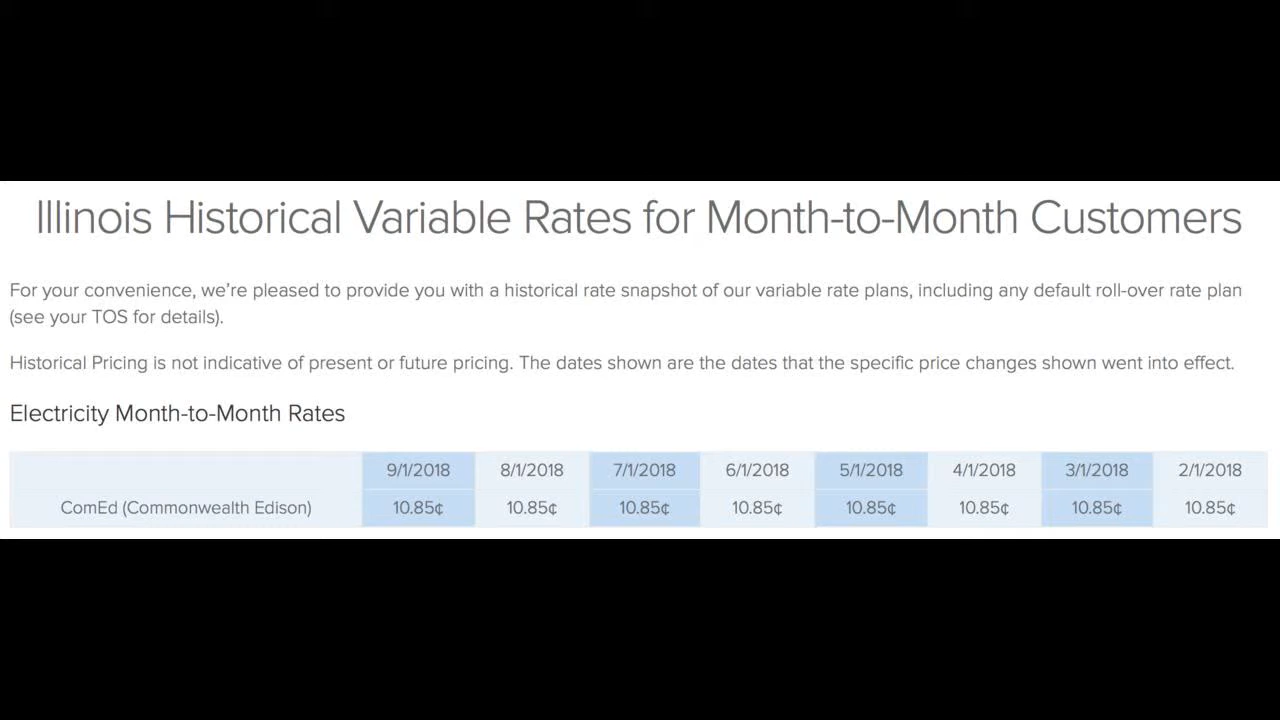 Illinois Historical Variable Rates for Month-to-Month Customers
For your convenience, we're pleased to provide you with a historical rate snapshot of our variable rate plans, including any default roll-over rate plan
(see your TOS for details).
Historical Pricing is not indicative of present or future pricing. The dates shown are the dates that the specific price changes shown went into effect.
Electricity Month-to-Month Rates
9/1/2018 8/1/2018 7/1/2018 6/1/2018 5/1/2018 4/1/2018 3/1/2018 2/1/2018
ComEd (Commonwealth Edison) 10.85¢ 10.85¢ 10.85¢ 10.85¢ 10.85¢ 10.85¢ 10.85¢ 10.85¢